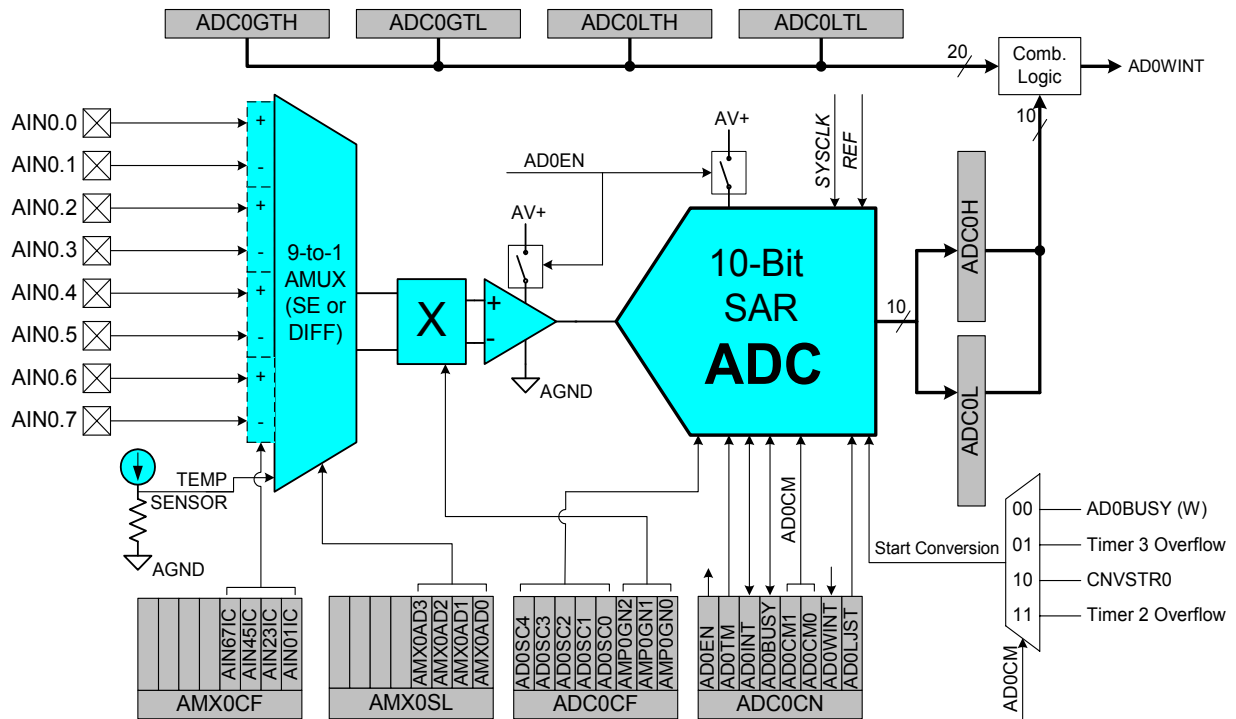 ADC0GTH
ADC0GTL
ADC0LTH
ADC0LTL
20
Comb.
Logic
AD0WINT
10
AIN0.0
AIN0.1
AIN0.2
AIN0.3
AIN0.4
AIN0.5
AIN0.6
AIN0.7
+
-
+
-
+
-
+
-
9-to-1
AMUX
(SE or
DIFF)
X
+
-
AV+
AGND
AD0EN
AV+
SYSCLK
REF
10-Bit
SAR
ADC
10
ADC0H
ADC0L
TEMP
SENSOR
AGND
AD0CM
Start Conversion
00
01
10
11
AD0BUSY (W)
Timer 3 Overflow
CNVSTR0
Timer 2 Overflow
AD0CM
AIN67IC
AIN45IC
AIN23IC
AIN01IC
AMX0CF
AMX0AD3
AMX0AD2
AMX0AD1
AMX0AD0
AMX0SL
AD0SC4
AD0SC3
AD0SC2
AD0SC1
AD0SC0
AMP0GN2
AMP0GN1
AMP0GN0
ADC0CF
AD0EN
AD0TM
AD0INT
AD0BUSY
AD0CM1
AD0CM0
AD0WINT
AD0LJST
ADC0CN